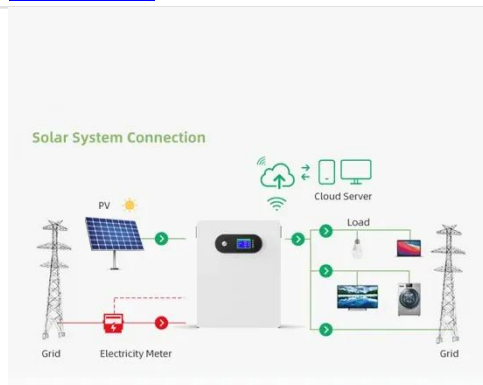 Solar System Connection
Cloud Server
PV
Load
Grid
Electricity Meter
Grid